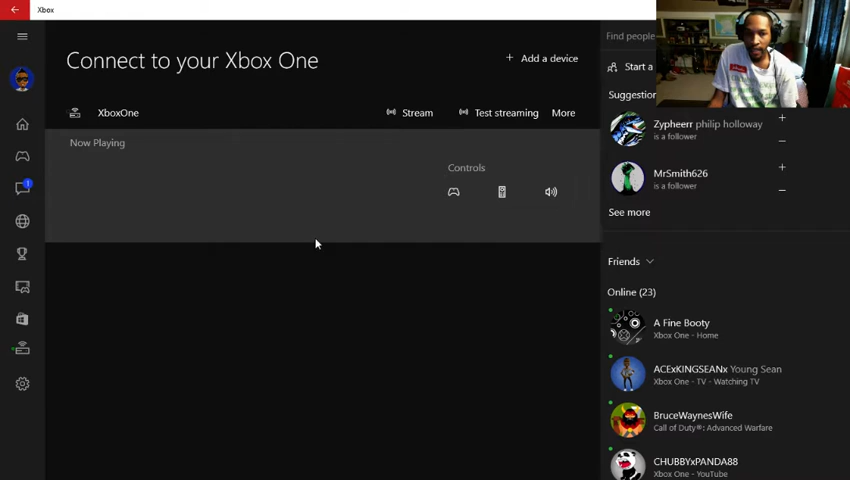 Xbox
Connect to your Xbox One
+ Add a device
XboxOne
Stream
Test streaming
More
Now Playing
Controls
1
Find people
Start a
Suggestion
Zypheerr philip holloway
is a follower
MrSmith626
is a follower
See more
Friends
Online (23)
A Fine Booty
Xbox One - Home
ACExKINGSEANx Young Sean
Xbox One - TV - Watching TV
BruceWaynesWife
Call of Duty®: Advanced Warfare
CHUBBYxPANDA88
Xbox One - YouTube